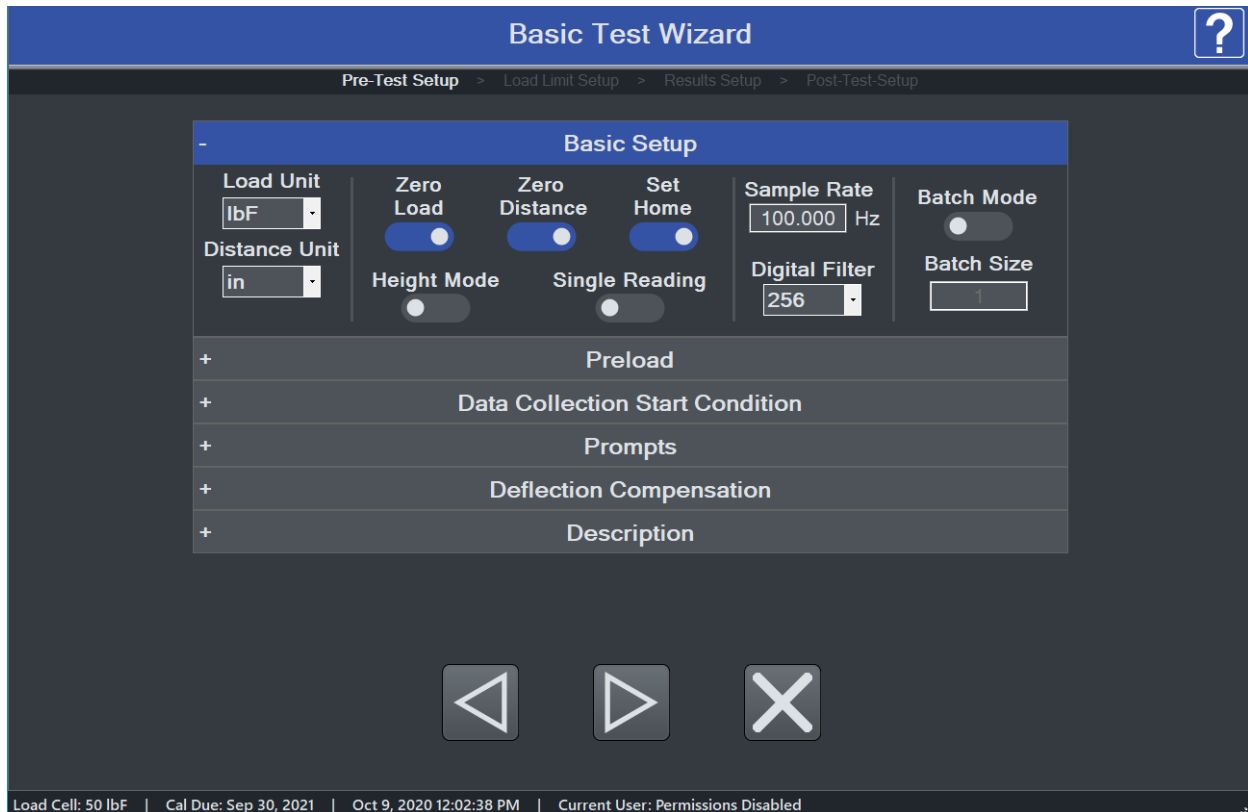 Basic Test Wizard
?
Pre-Test Setup > Load Limit Setup > Results Setup > Post-Test-Setup
- Basic Setup
Load Unit
lbF
Distance Unit
in
Zero Load
Zero Distance
Set Home
Height Mode
Single Reading
Sample Rate
100.000 Hz
Digital Filter
256
Batch Mode
Batch Size
1
+ Preload
+ Data Collection Start Condition
+ Prompts
+ Deflection Compensation
+ Description
Load Cell: 50 lbF | Cal Due: Sep 30, 2021 | Oct 9, 2020 12:02:38 PM | Current User: Permissions Disabled